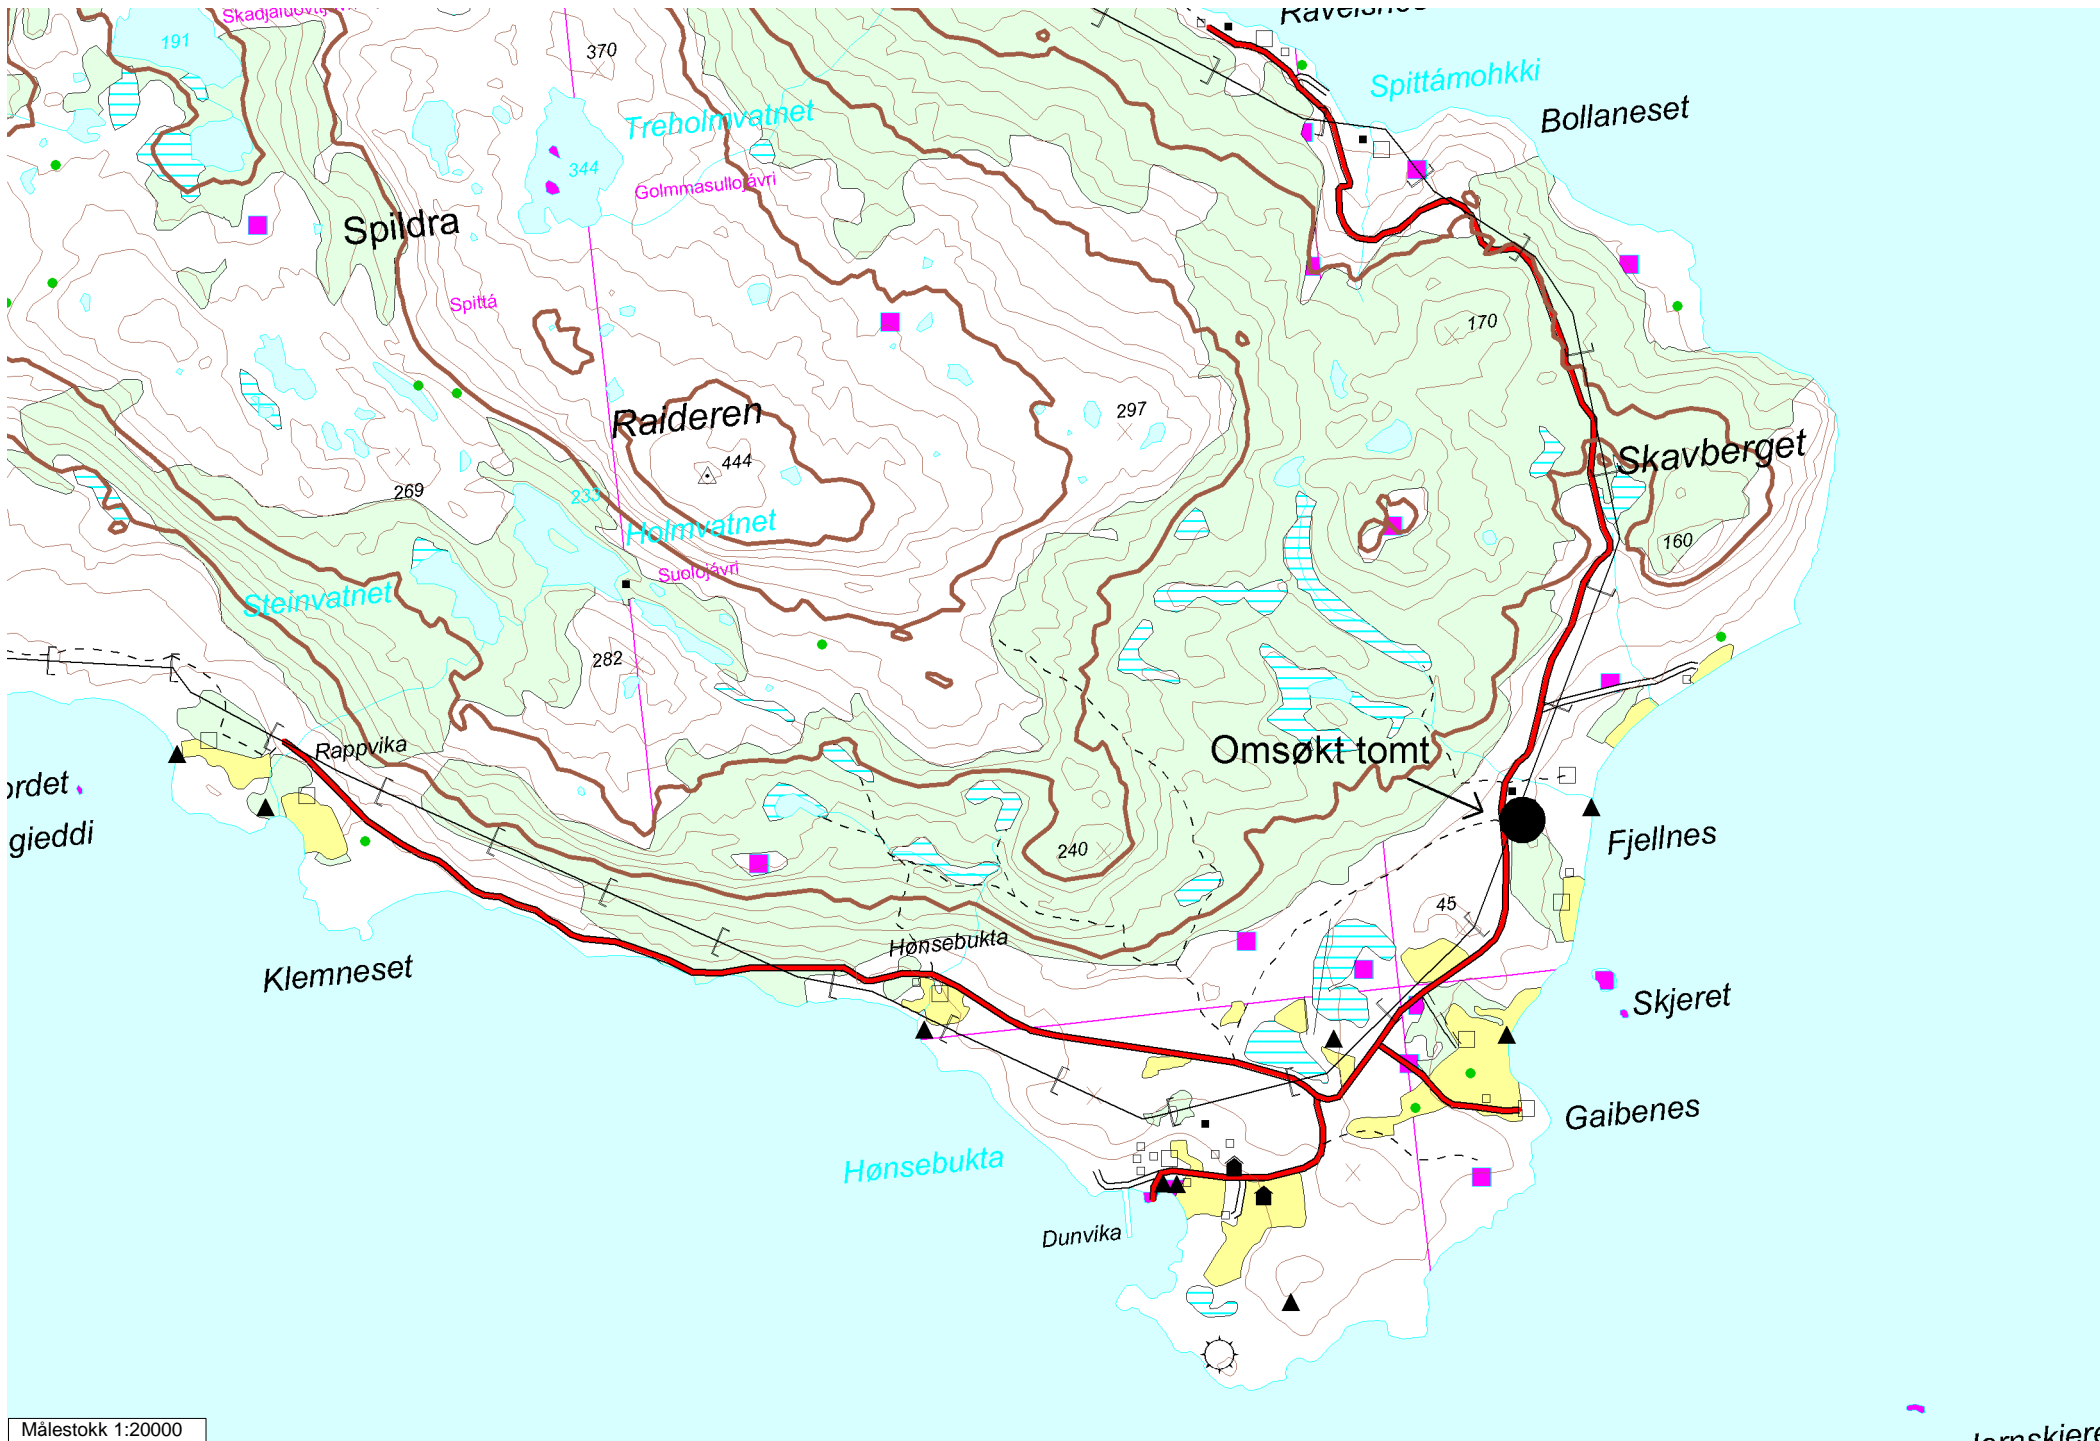 191
370
Spittámohkki
Bollaneset
Treholmvatnet
344
Golmmasullojávri
Spildra
Spittá
170
Raideren
297
444
Skavberget
269
233
Holmvatnet
160
Suolojávri
Steinvatnet
282
Rappvika
Omsøkt tomt
gieddi
240
Fjellnes
45
Hønsebukta
Klemneset
Skjeret
Gaibenes
Hønsebukta
Dunvika
Målestokk 1:20000